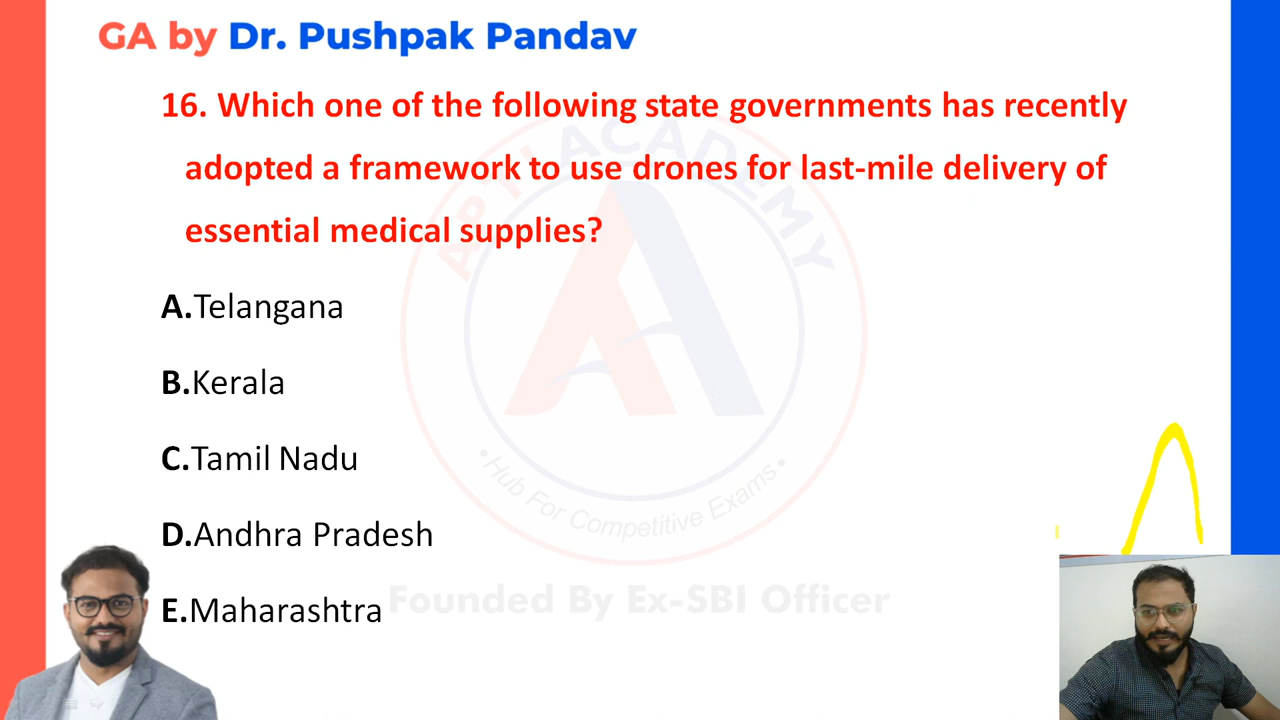 GA by Dr. Pushpak Pandav
16. Which one of the following state governments has recently
adopted a framework to use drones for last-mile delivery of
essential medical supplies?
A.Telangana
B.Kerala
C.Tamil Nadu
D.Andhra Pradesh
E.Maharashtra
APTI ACADEMY
•Hub For Competitive Exams•
Founded By Ex-SBI Officer